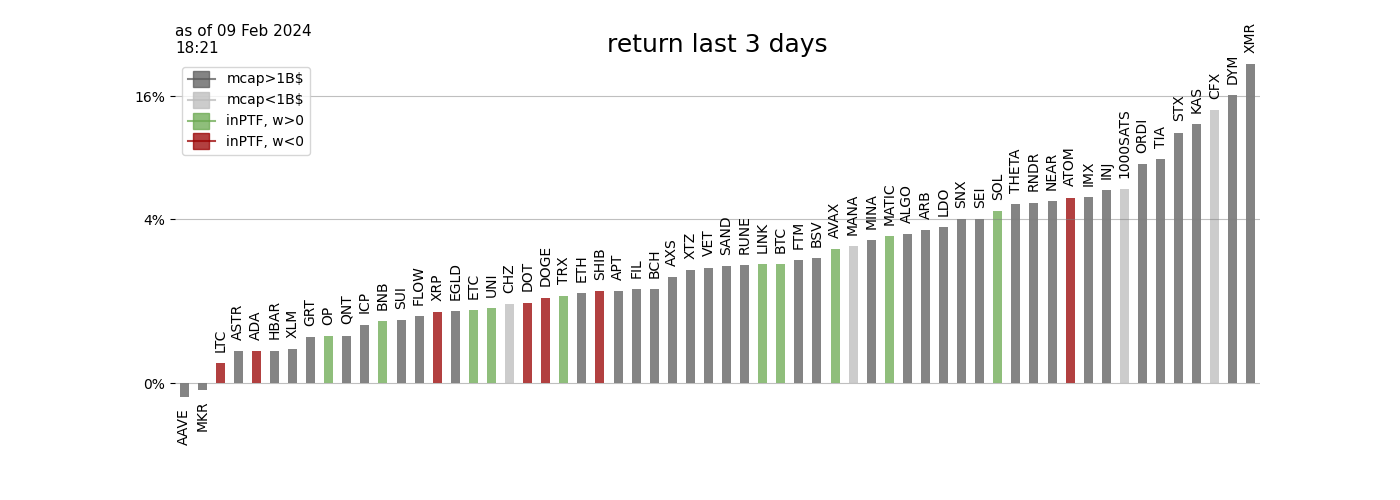 as of 09 Feb 2024
18:21
return last 3 days
mcap>1B$
mcap<1B$
inPTF, w>0
inPTF, w<0
16%
4%
0%
AAVE
MKR
LTC
ASTR
ADA
HBAR
XLM
GRT
OP
QNT
ICP
BNB
SUI
FLOW
XRP
EGLD
ETC
UNI
CHZ
DOT
DOGE
TRX
ETH
SHIB
APT
FIL
BCH
AXS
XTZ
VET
SAND
RUNE
LINK
BTC
FTM
BSV
AVAX
MANA
MINA
MATIC
ALGO
ARB
LDO
SNX
SEI
SOL
THETA
RNDR
NEAR
ATOM
IMX
INJ
1000SATS
ORDI
TIA
STX
KAS
CFX
DYM
XMR